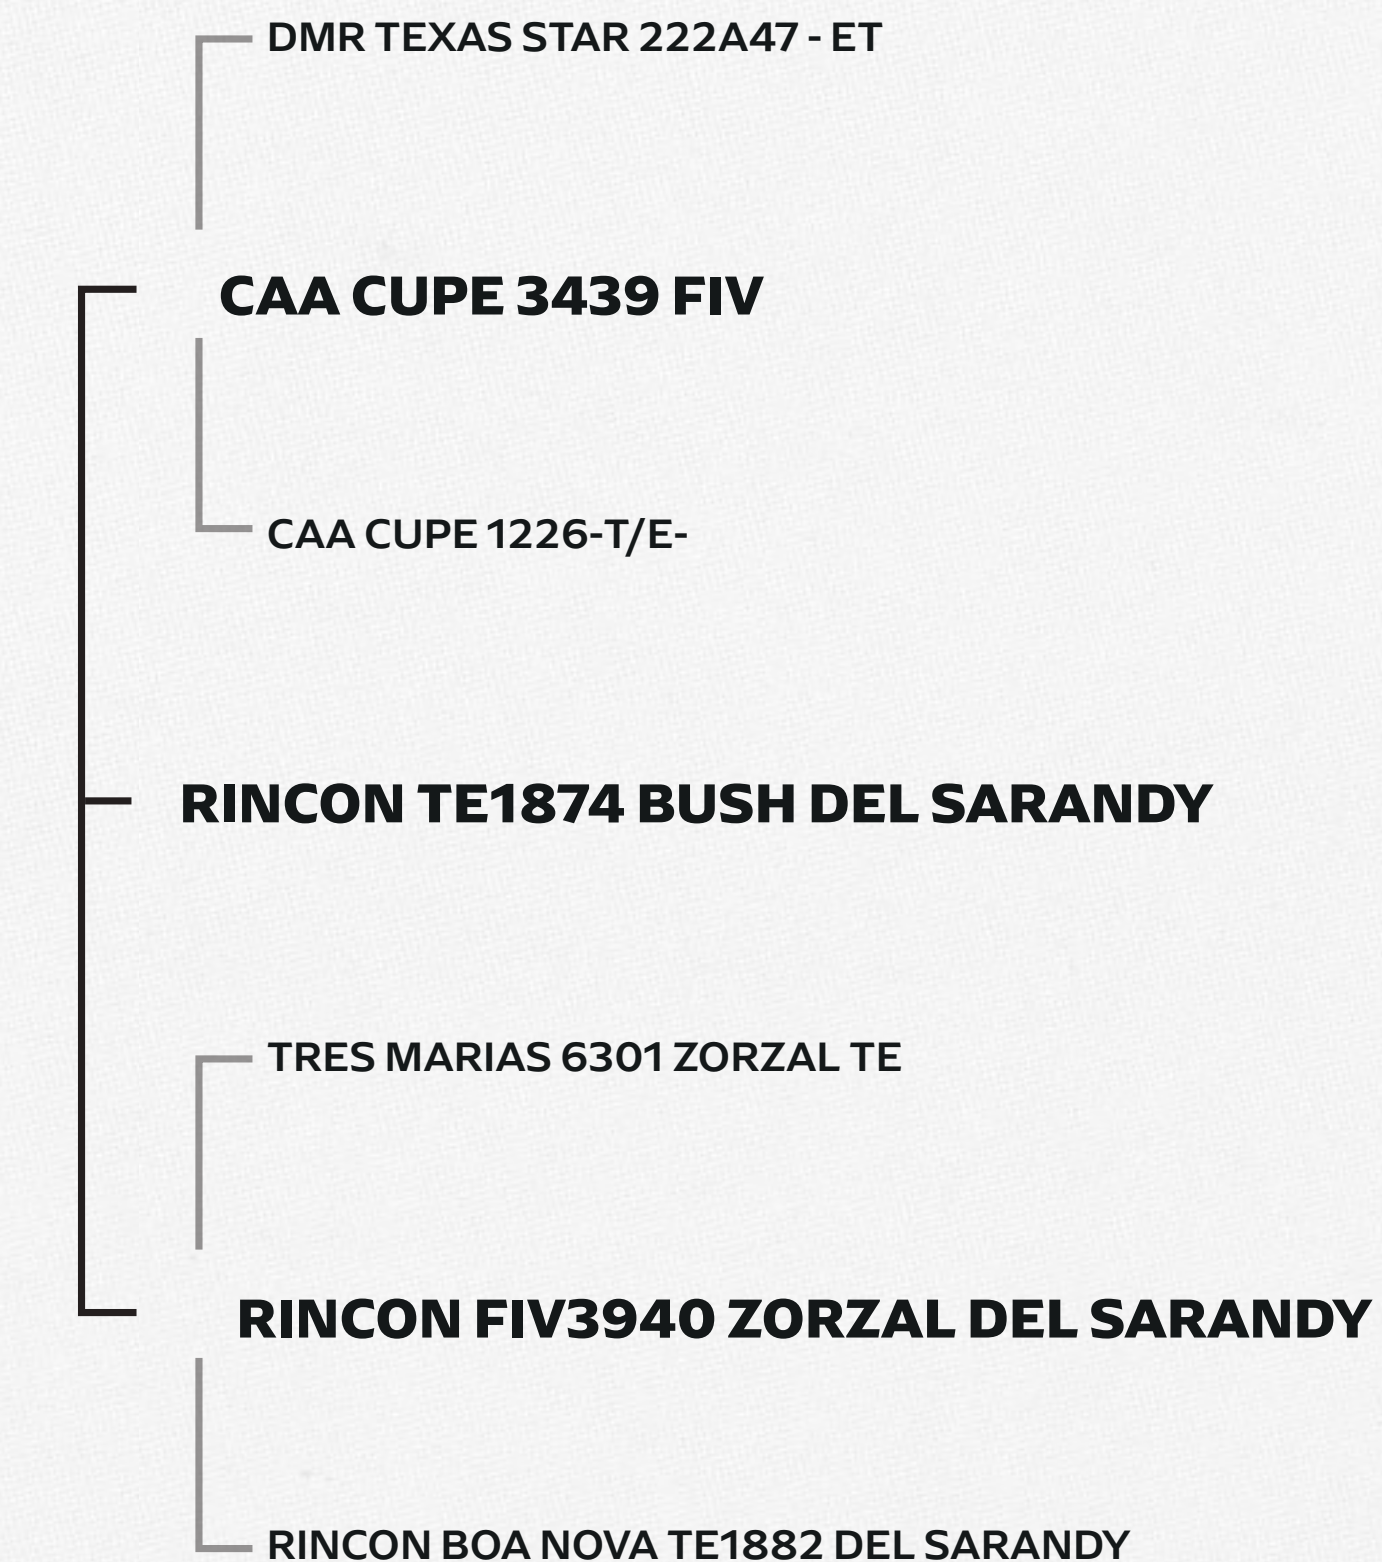 DMR TEXAS STAR 222A47 - ET
CAA CUPE 3439 FIV
CAA CUPE 1226-T/E-
RINCON TE1874 BUSH DEL SARANDY
TRES MARIAS 6301 ZORZAL TE
RINCON FIV3940 ZORZAL DEL SARANDY
RINCON BOA NOVA TE1882 DEL SARANDY